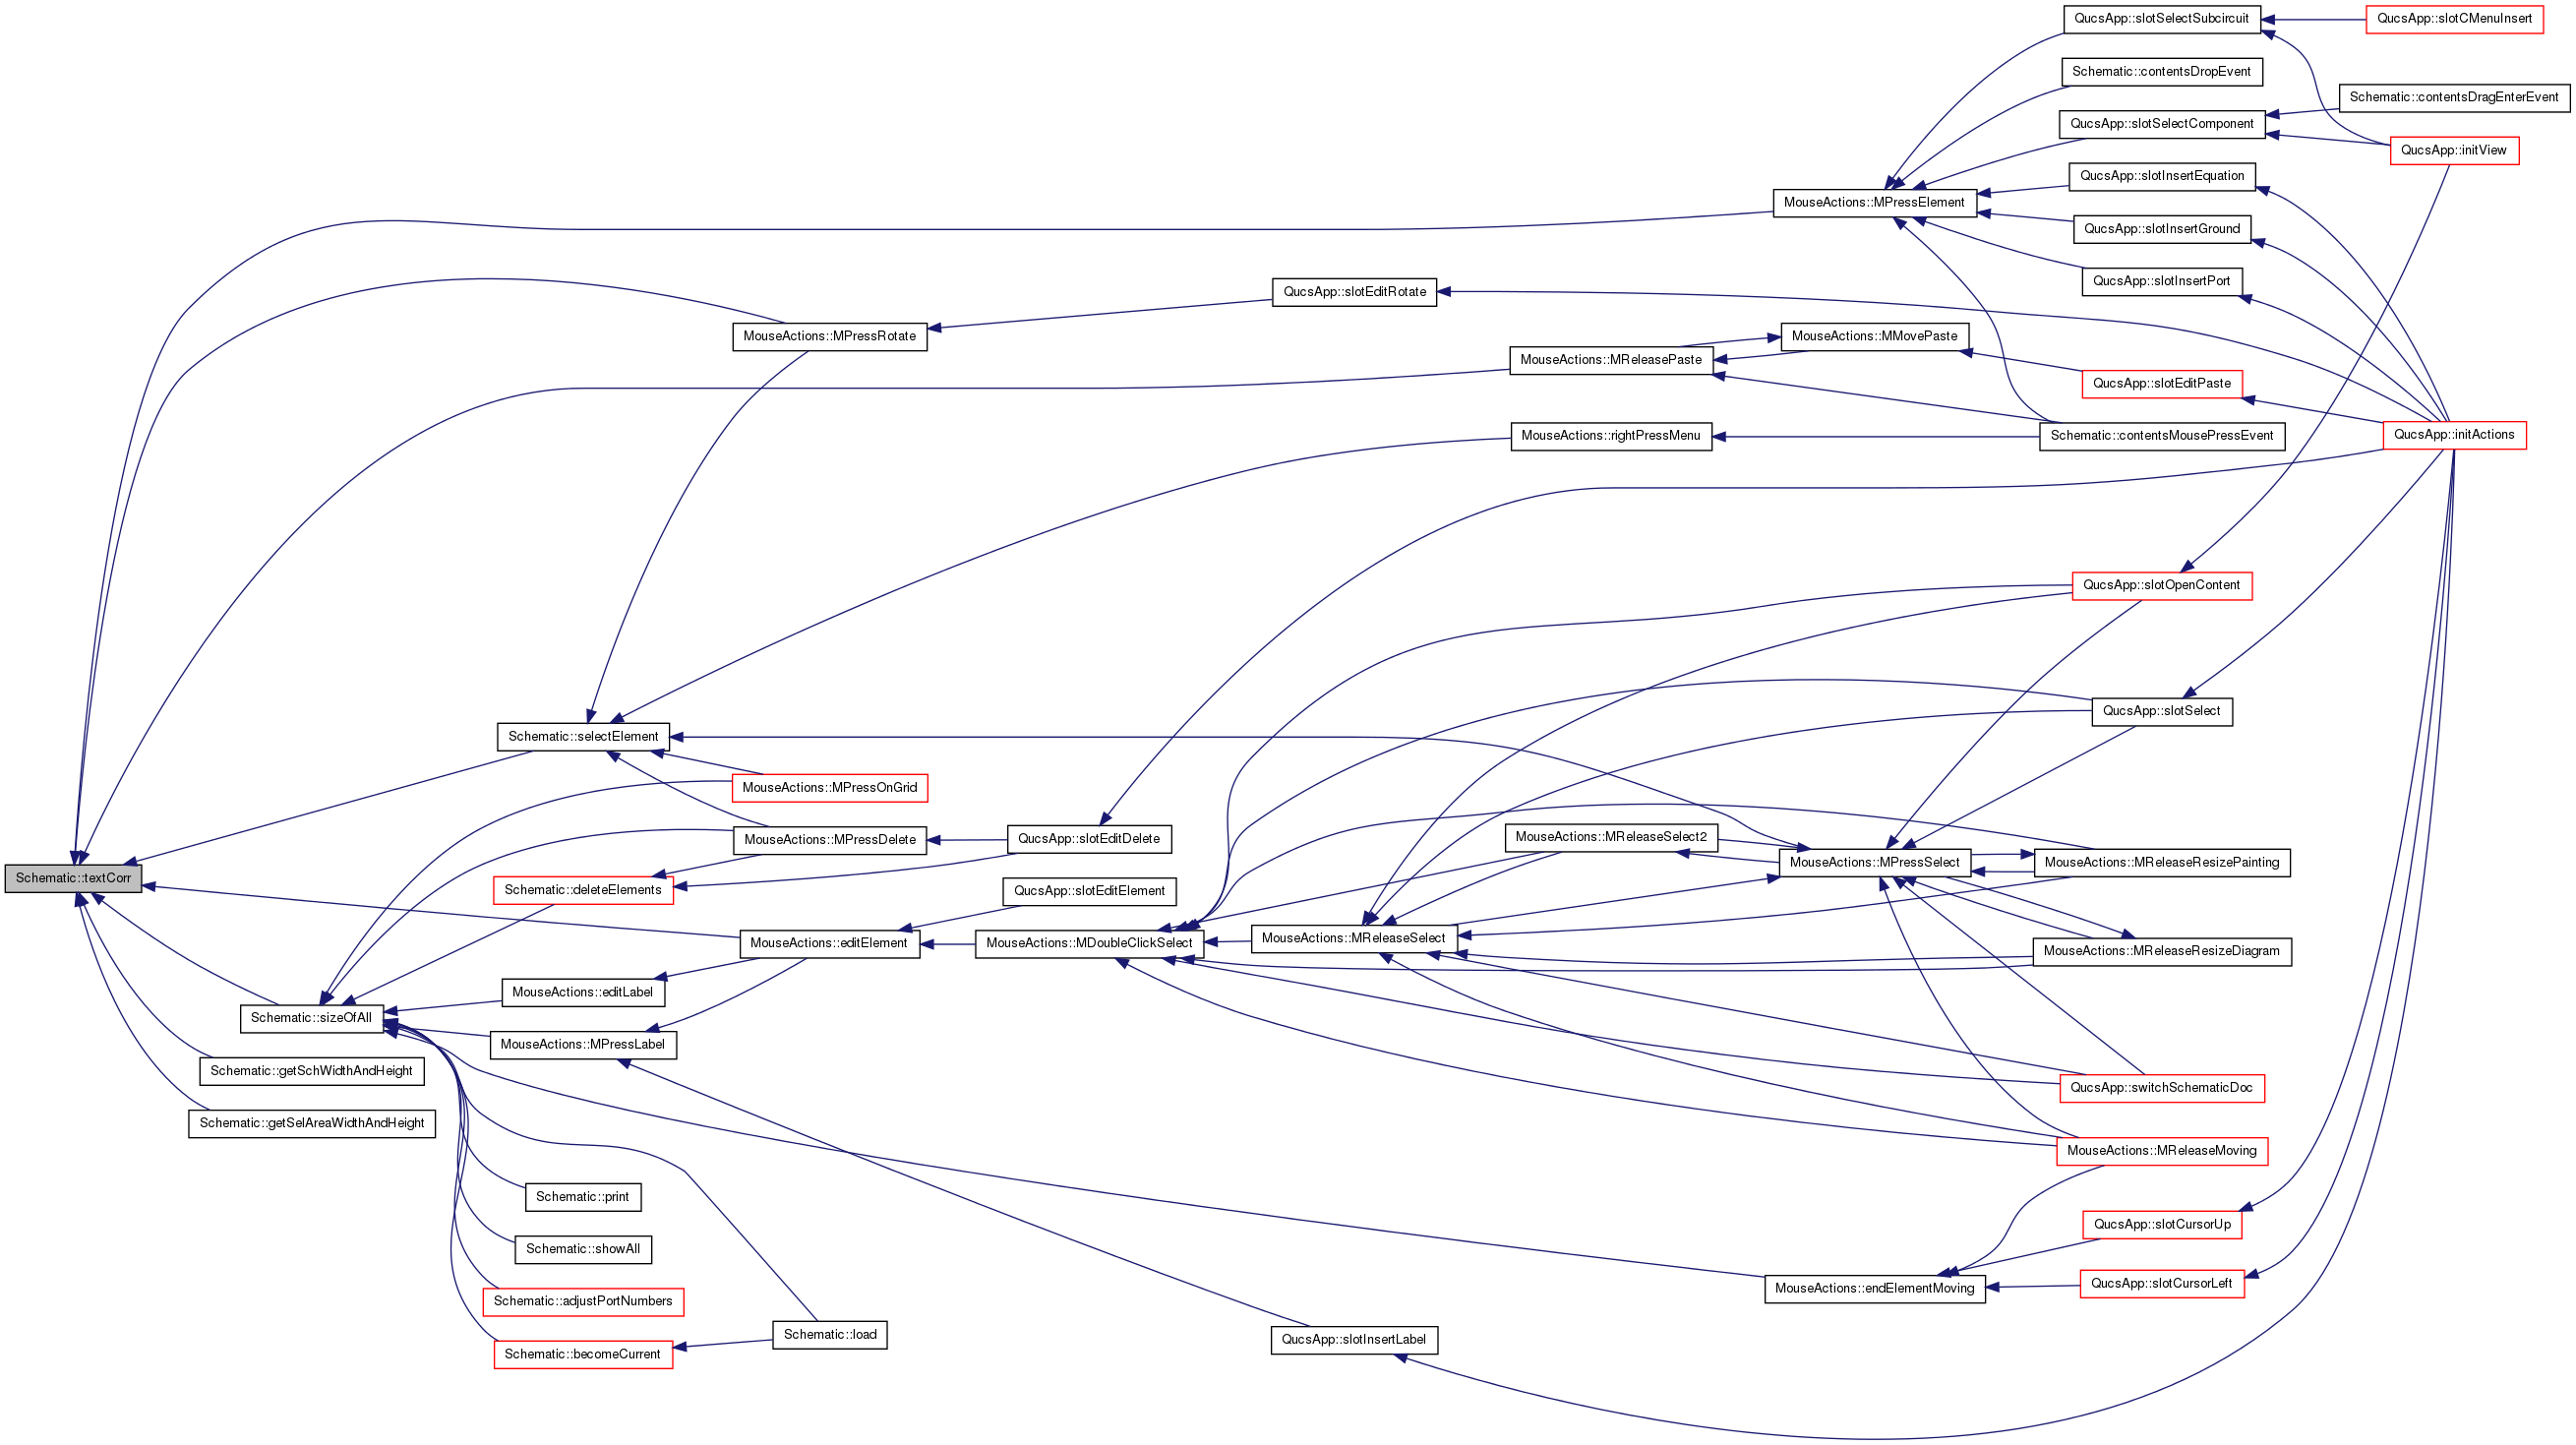 QucsApp::slotSelectSubcircuit
QucsApp::slotCMenuInsert
Schematic::contentsDropEvent
Schematic::contentsDragEnterEvent
QucsApp::slotSelectComponent
QucsApp::initView
QucsApp::slotInsertEquation
MouseActions::MPressElement
QucsApp::slotInsertGround
QucsApp::slotInsertPort
QucsApp::slotEditRotate
MouseActions::MPressRotate
MouseActions::MMovePaste
MouseActions::MReleasePaste
QucsApp::slotEditPaste
MouseActions::rightPressMenu
Schematic::contentsMousePressEvent
QucsApp::initActions
QucsApp::slotOpenContent
QucsApp::slotSelect
Schematic::selectElement
MouseActions::MPressOnGrid
MouseActions::MPressDelete
QucsApp::slotEditDelete
MouseActions::MReleaseSelect2
MouseActions::MPressSelect
MouseActions::MReleaseResizePainting
Schematic::textCorr
Schematic::deleteElements
QucsApp::slotEditElement
MouseActions::editElement
MouseActions::MDoubleClickSelect
MouseActions::MReleaseSelect
MouseActions::MReleaseResizeDiagram
MouseActions::editLabel
Schematic::sizeOfAll
MouseActions::MPressLabel
Schematic::getSchWidthAndHeight
QucsApp::switchSchematicDoc
Schematic::getSelAreaWidthAndHeight
MouseActions::MReleaseMoving
Schematic::print
QucsApp::slotCursorUp
Schematic::showAll
MouseActions::endElementMoving
QucsApp::slotCursorLeft
Schematic::adjustPortNumbers
Schematic::load
QucsApp::slotInsertLabel
Schematic::becomeCurrent